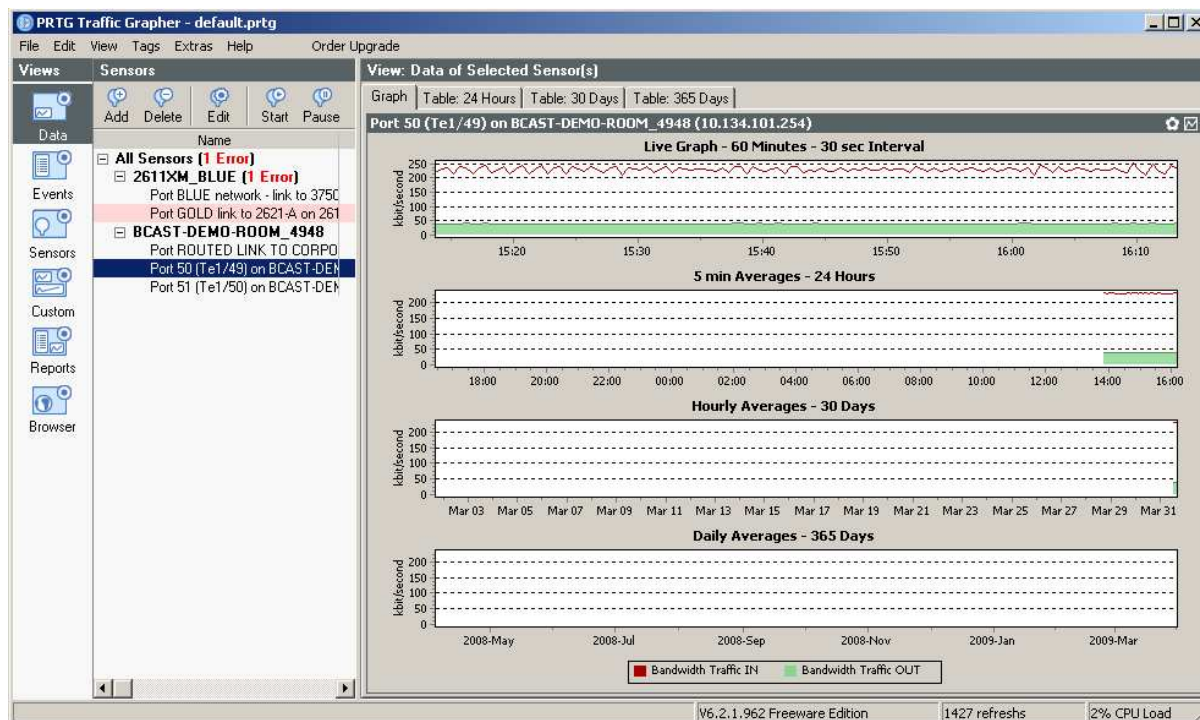 PRTG Traffic Grapher - default.prtg
File Edit View Tags Extras Help Order Upgrade
Views
Data
Events
Sensors
Custom
Reports
Browser
Sensors
Add Delete Edit Start Pause
Name
All Sensors (1 Error)
2611XM_BLUE (1 Error)
Port BLUE network - link to 3750
Port GOLD link to 2621-A on 261
BCAST-DEMO-ROOM_4948
Port ROUTED LINK TO CORPO
Port 50 (Te1/49) on BCAST-DEM
Port 51 (Te1/50) on BCAST-DEM
View: Data of Selected Sensor(s)
Graph Table: 24 Hours Table: 30 Days Table: 365 Days
Port 50 (Te1/49) on BCAST-DEMO-ROOM_4948 (10.134.101.254)
Live Graph - 60 Minutes - 30 sec Interval
kbit/second
250
200
150
100
50
0
15:20 15:30 15:40 15:50 16:00 16:10
5 min Averages - 24 Hours
kbit/second
200
150
100
50
0
18:00 20:00 22:00 00:00 02:00 04:00 06:00 08:00 10:00 12:00 14:00 16:00
Hourly Averages - 30 Days
kbit/second
200
150
100
50
0
Mar 03 Mar 05 Mar 07 Mar 09 Mar 11 Mar 13 Mar 15 Mar 17 Mar 19 Mar 21 Mar 23 Mar 25 Mar 27 Mar 29 Mar 31
Daily Averages - 365 Days
kbit/second
200
150
100
50
0
2008-May 2008-Jul 2008-Sep 2008-Nov 2009-Jan 2009-Mar
Bandwidth Traffic IN Bandwidth Traffic OUT
V6.2.1.962 Freeware Edition 1427 refreshs 2% CPU Load